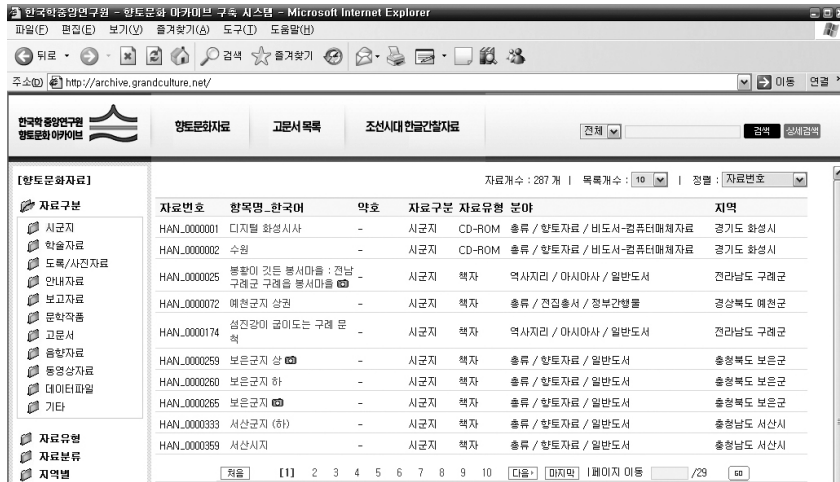 한국학중앙연구원 - 향토문화 아카이브 구축 시스템 - Microsoft Internet Explorer
파일(F) 편집(E) 보기(V) 즐겨찾기(A) 도구(T) 도움말(H)
뒤로 검색 즐겨찾기
주소(D) http://archive.grandculture.net/ 이동 연결 »
한국학중앙연구원
향토문화 아카이브
향토문화자료 고문서 목록 조선시대 한글간찰자료 전체 검색 상세검색
[향토문화자료]
자료개수 : 287 개 | 목록개수 : 10 | 정렬 : 자료번호
자료구분
시군지
학술자료
도록/사진자료
안내자료
보고자료
문학작품
고문서
음향자료
동영상자료
데이터파일
기타
자료유형
자료분류
지역별
자료번호 항목명_한국어 약호 자료구분 자료유형 분야 지역
HAN_0000001 디지털 화성시사 - 시군지 CD-ROM 총류 / 향토자료 / 비도서-컴퓨터매체자료 경기도 화성시
HAN_0000002 수원 - 시군지 CD-ROM 총류 / 향토자료 / 비도서-컴퓨터매체자료 경기도 화성시
HAN_0000025 봉황이 깃든 봉서마을 : 전남 구례군 구례읍 봉서마을 - 시군지 책자 역사지리 / 아시아사 / 일반도서 전라남도 구례군
HAN_0000072 예천군지 상권 - 시군지 책자 총류 / 전집총서 / 정부간행물 경상북도 예천군
HAN_0000174 섬진강이 굽이도는 구례 문척 - 시군지 책자 역사지리 / 아시아사 / 일반도서 전라남도 구례군
HAN_0000259 보은군지 상 - 시군지 책자 총류 / 향토자료 / 일반도서 충청북도 보은군
HAN_0000260 보은군지 하 - 시군지 책자 총류 / 향토자료 / 일반도서 충청북도 보은군
HAN_0000265 보은군지 - 시군지 책자 총류 / 향토자료 / 일반도서 충청북도 보은군
HAN_0000333 서산군지 (하) - 시군지 책자 총류 / 향토자료 / 일반도서 충청남도 서산시
HAN_0000359 서산시지 - 시군지 책자 총류 / 향토자료 / 일반도서 충청남도 서산시
처음 [1] 2 3 4 5 6 7 8 9 10 다음 마지막 | 페이지 이동 /29 GO